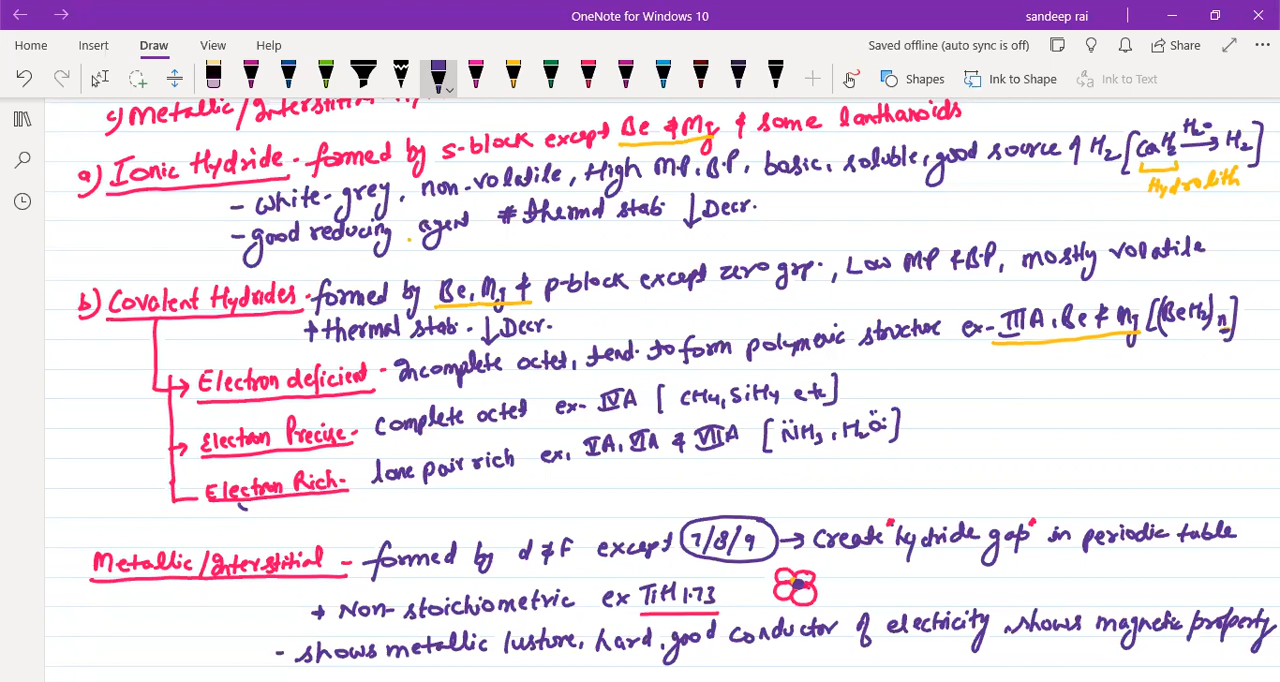 OneNote for Windows 10
sandeep rai
Home Insert Draw View Help
Saved offline (auto sync is off) Share
Shapes Ink to Shape Ink to Text
c) Metallic/Interstitial
a) Ionic Hydride - formed by s-block except Be & Mg & some lanthanoids
- white-grey, non-volatile, High M.P, B.P, basic, soluble, good source of H2 [CaH2 H2O → H2]
Hydrolith
- good reducing agent # thermal stab ↓ Decr.
b) Covalent Hydrides - formed by Be, Mg & p-block except zero grp., Low M.P & B.P, mostly volatile
+ thermal stab. ↓ Decr.
→ Electron deficient - Incomplete octet, tend. to form polymeric structure ex- IIIA, Be & Mg [(BeH2)n]
→ Electron Precise - complete octet ex- IVA [CH4, SiH4 etc]
Electron Rich - lone pair rich ex, VA, VIA & VIIA [NH3, H2O]
Metallic/Interstitial - formed by d & f except 7/8/9 → create "hydride gap" in periodic table
+ Non-stoichiometric ex TiH1.73
- shows metallic lusture, hard, good conductor of electricity, shows magnetic property